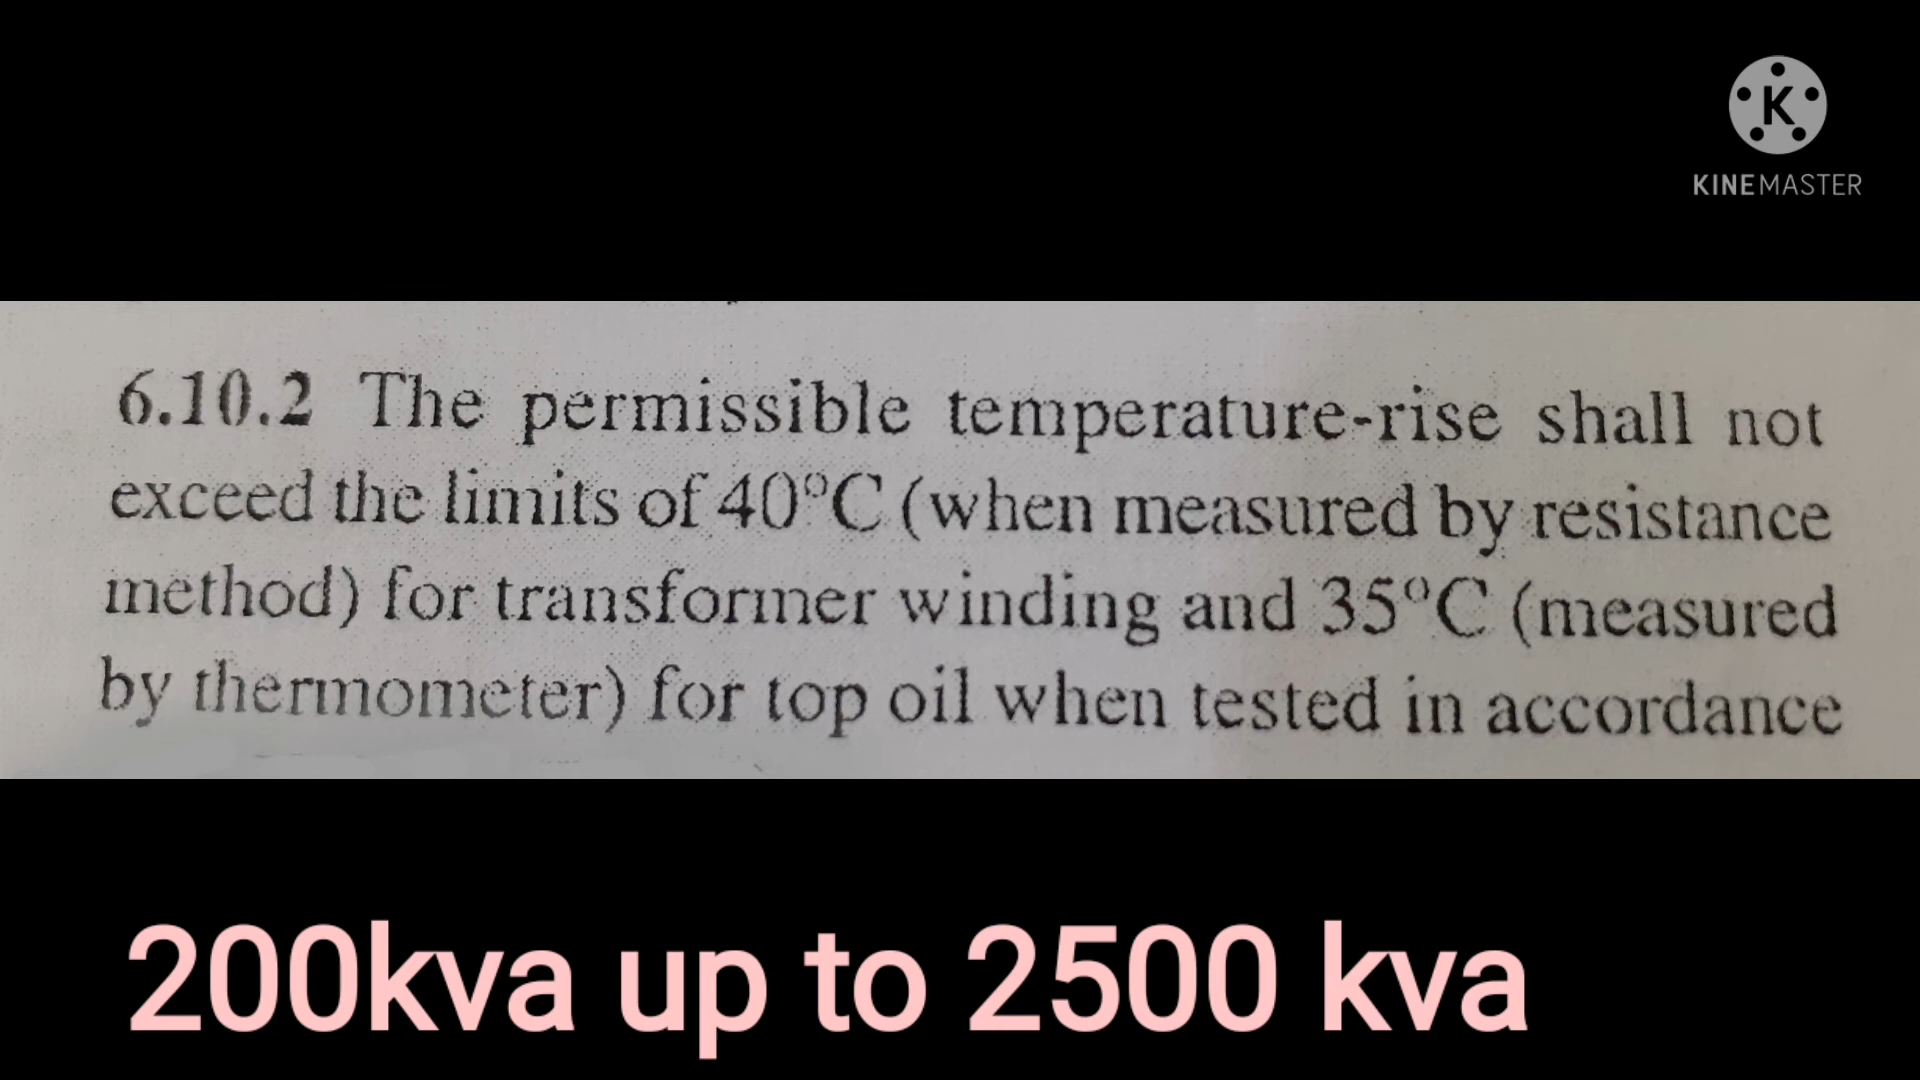 K
KINEMASTER
6.10.2 The permissible temperature-rise shall not
exceed the limits of 40°C (when measured by resistance
method) for transformer winding and 35°C (measured
by thermometer) for top oil when tested in accordance
200kva up to 2500 kva